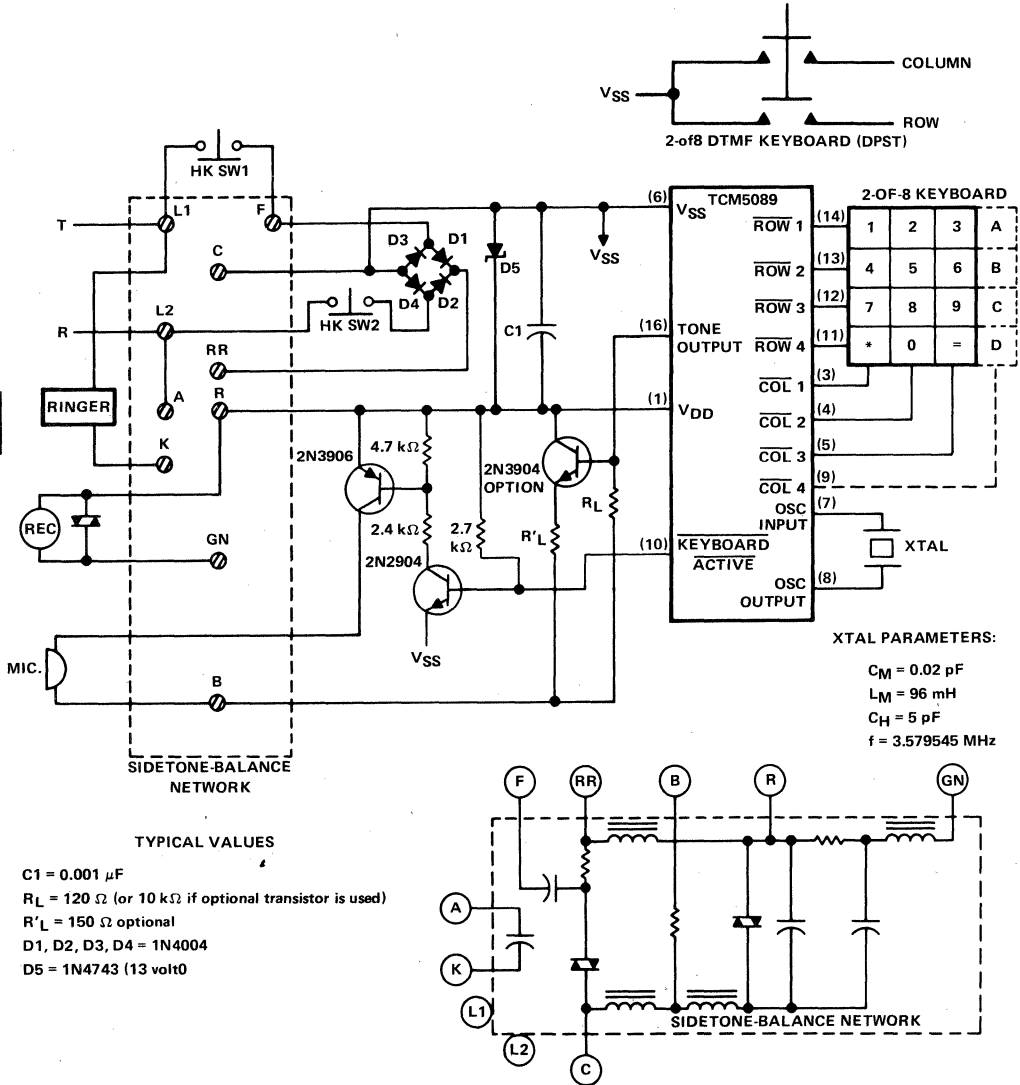 COLUMN
VSS
ROW
2-of8 DTMF KEYBOARD (DPST)
HK SW1
L1
F
T
C
D3
D1
D4
D2
D5
VSS
(6)
VSS
TCM5089
2-OF-8 KEYBOARD
ROW 1
(14)
1 2 3 A
ROW 2
(13)
4 5 6 B
ROW 3
(12)
7 8 9 C
ROW 4
(11)
* 0 = D
L2
R
HK SW2
C1
(16)
TONE
OUTPUT
RR
COL 1
(3)
RINGER
A
R
(1)
VDD
COL 2
(4)
K
COL 3
(5)
2N3906
4.7 kΩ
2N3904
OPTION
COL 4
(9)
RL
OSC
INPUT
(7)
REC
2.4 kΩ
2.7
kΩ
R'L
GN
2N2904
(10)
KEYBOARD
ACTIVE
XTAL
OSC
OUTPUT
(8)
VSS
MIC.
B
XTAL PARAMETERS:
CM = 0.02 pF
LM = 96 mH
CH = 5 pF
f = 3.579545 MHz
SIDETONE-BALANCE
NETWORK
F
RR
B
R
GN
TYPICAL VALUES
C1 = 0.001 μF
RL = 120 Ω (or 10 kΩ if optional transistor is used)
R'L = 150 Ω optional
D1, D2, D3, D4 = 1N4004
D5 = 1N4743 (13 volt0
A
K
L1
L2
C
SIDETONE-BALANCE NETWORK